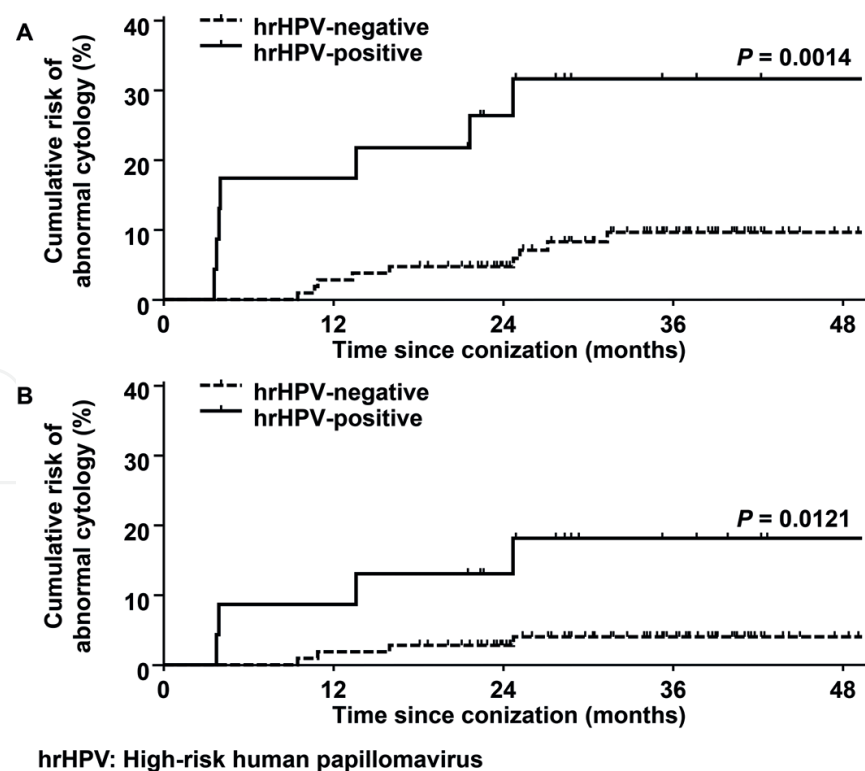 A
Cumulative risk of
abnormal cytology (%)
40
30
20
10
0
hrHPV-negative
hrHPV-positive
P = 0.0014
0 12 24 36 48
Time since conization (months)
B
Cumulative risk of
abnormal cytology (%)
40
30
20
10
0
hrHPV-negative
hrHPV-positive
P = 0.0121
0 12 24 36 48
Time since conization (months)
hrHPV: High-risk human papillomavirus